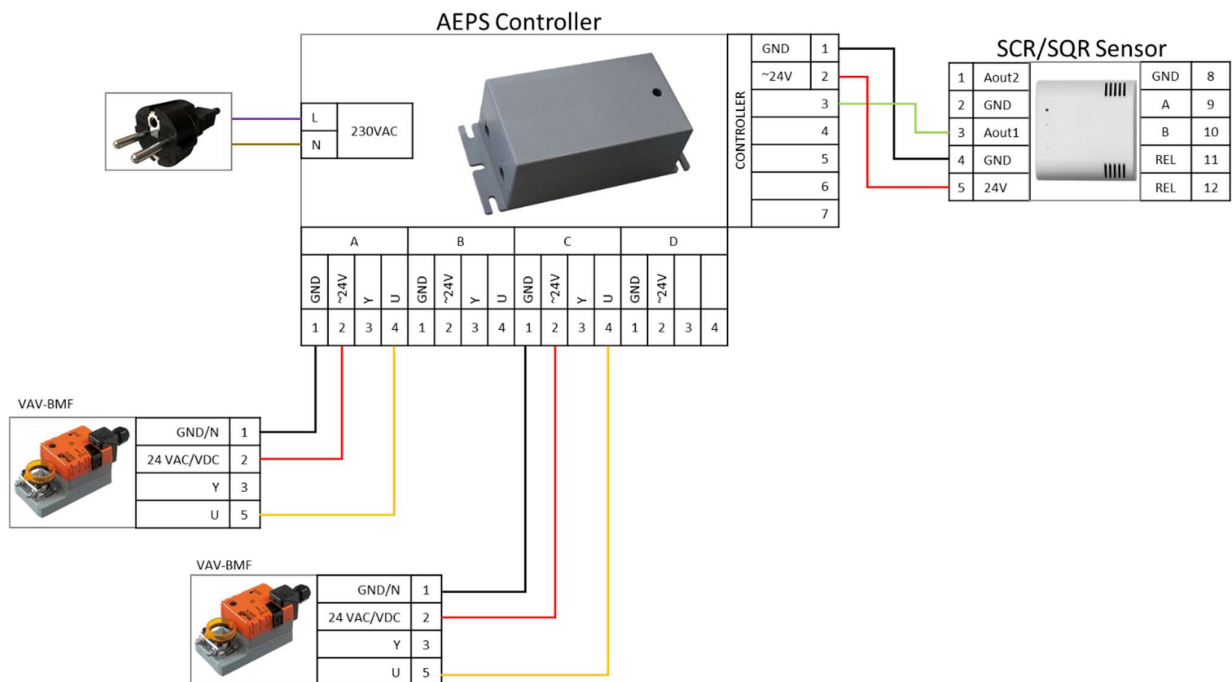 AEPS Controller
SCR/SQR Sensor
L
N
230VAC
CONTROLLER
GND 1
~24V 2
3
4
5
6
7
1 Aout2
2 GND
3 Aout1
4 GND
5 24V
GND 8
A 9
B 10
REL 11
REL 12
A B C D
GND ~24V Y U GND ~24V Y U GND ~24V Y U GND ~24V
1 2 3 4 1 2 3 4 1 2 3 4 1 2 3 4
VAV-BMF
GND/N 1
24 VAC/VDC 2
Y 3
U 5
VAV-BMF
GND/N 1
24 VAC/VDC 2
Y 3
U 5